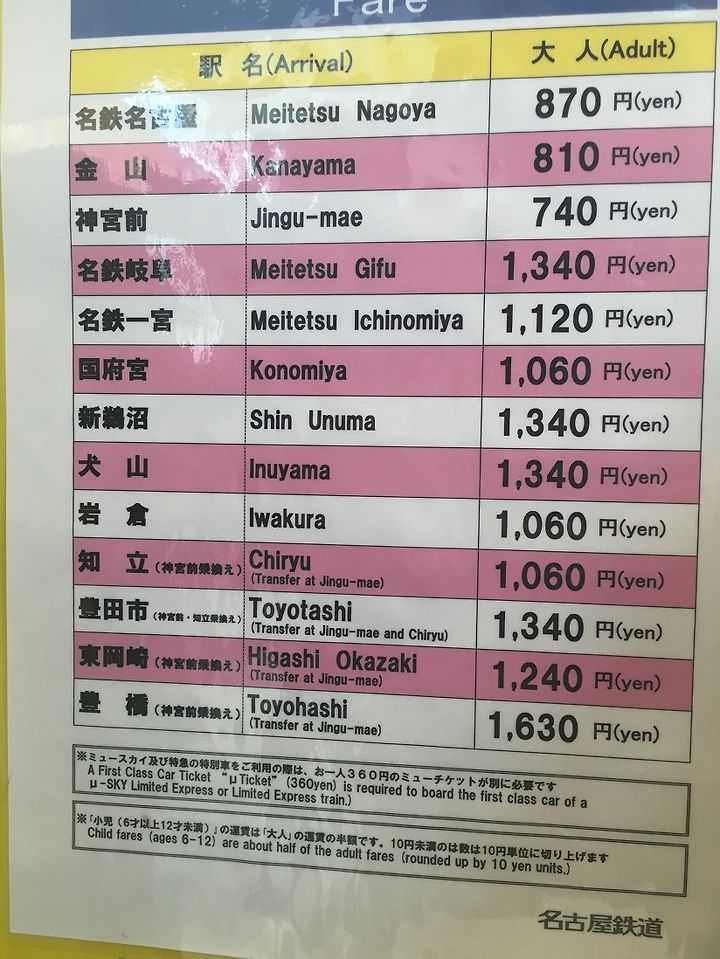 Fare
駅 名(Arrival) 大 人(Adult)
名鉄名古屋 Meitetsu Nagoya 870 円(yen)
金 山 Kanayama 810 円(yen)
神宮前 Jingu-mae 740 円(yen)
名鉄岐阜 Meitetsu Gifu 1,340 円(yen)
名鉄一宮 Meitetsu Ichinomiya 1,120 円(yen)
国府宮 Konomiya 1,060 円(yen)
新鵜沼 Shin Unuma 1,340 円(yen)
犬 山 Inuyama 1,340 円(yen)
岩 倉 Iwakura 1,060 円(yen)
知 立(神宮前乗換え) Chiryu 1,060 円(yen)
(Transfer at Jingu-mae)
豊田市(神宮前・知立乗換え) Toyotashi 1,340 円(yen)
(Transfer at Jingu-mae and Chiryu)
東岡崎(神宮前乗換え) Higashi Okazaki 1,240 円(yen)
(Transfer at Jingu-mae)
豊 橋(神宮前乗換え) Toyohashi 1,630 円(yen)
(Transfer at Jingu-mae)
※ミュースカイ及び特急の特別車をご利用の際は、お一人360円のミューチケットが別に必要です
A First Class Car Ticket “μTicket” (360yen) is required to board the first class car of a
μ-SKY Limited Express or Limited Express train.)
※「小児（6才以上12才未満）」の運賃は「大人」の運賃の半額です。10円未満のは数は10円単位に切り上げます
Child fares (ages 6-12) are about half of the adult fares (rounded up by 10 yen units.)
名古屋鉄道